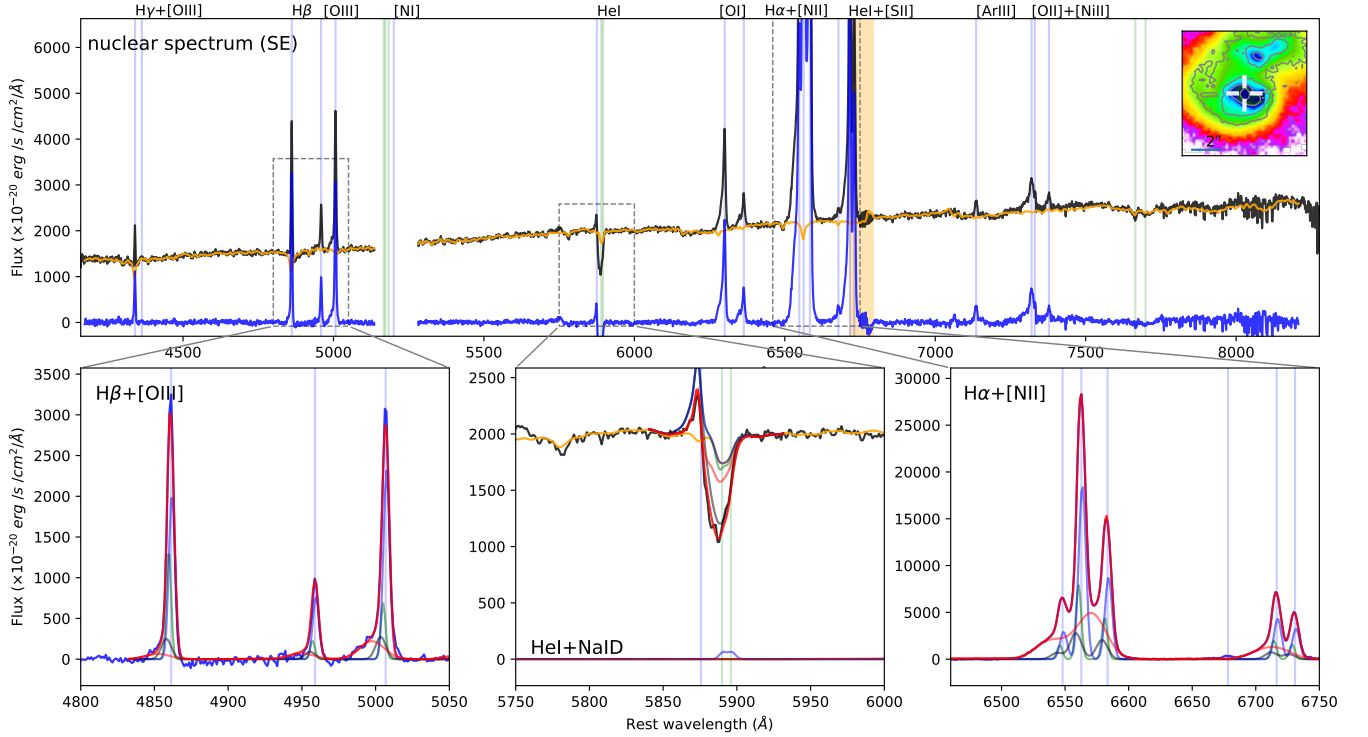 Hγ+[OIII] Hβ [OIII] [NI] HeI [OI] Hα+[NII] HeI+[SII] [ArIII] [OII]+[NiII]
nuclear spectrum (SE)
Flux (×10⁻²⁰ erg /s /cm²/Å)
6000
5000
4000
3000
2000
1000
0
2′′
4500 5000 5500 6000 6500 7000 7500 8000
Hβ+[OIII]
Flux (×10⁻²⁰ erg /s /cm²/Å)
3500
3000
2500
2000
1500
1000
500
0
4800 4850 4900 4950 5000 5050
HeI+NaID
2500
2000
1500
1000
500
0
5750 5800 5850 5900 5950 6000
Rest wavelength (Å)
Hα+[NII]
30000
25000
20000
15000
10000
5000
0
6500 6550 6600 6650 6700 6750